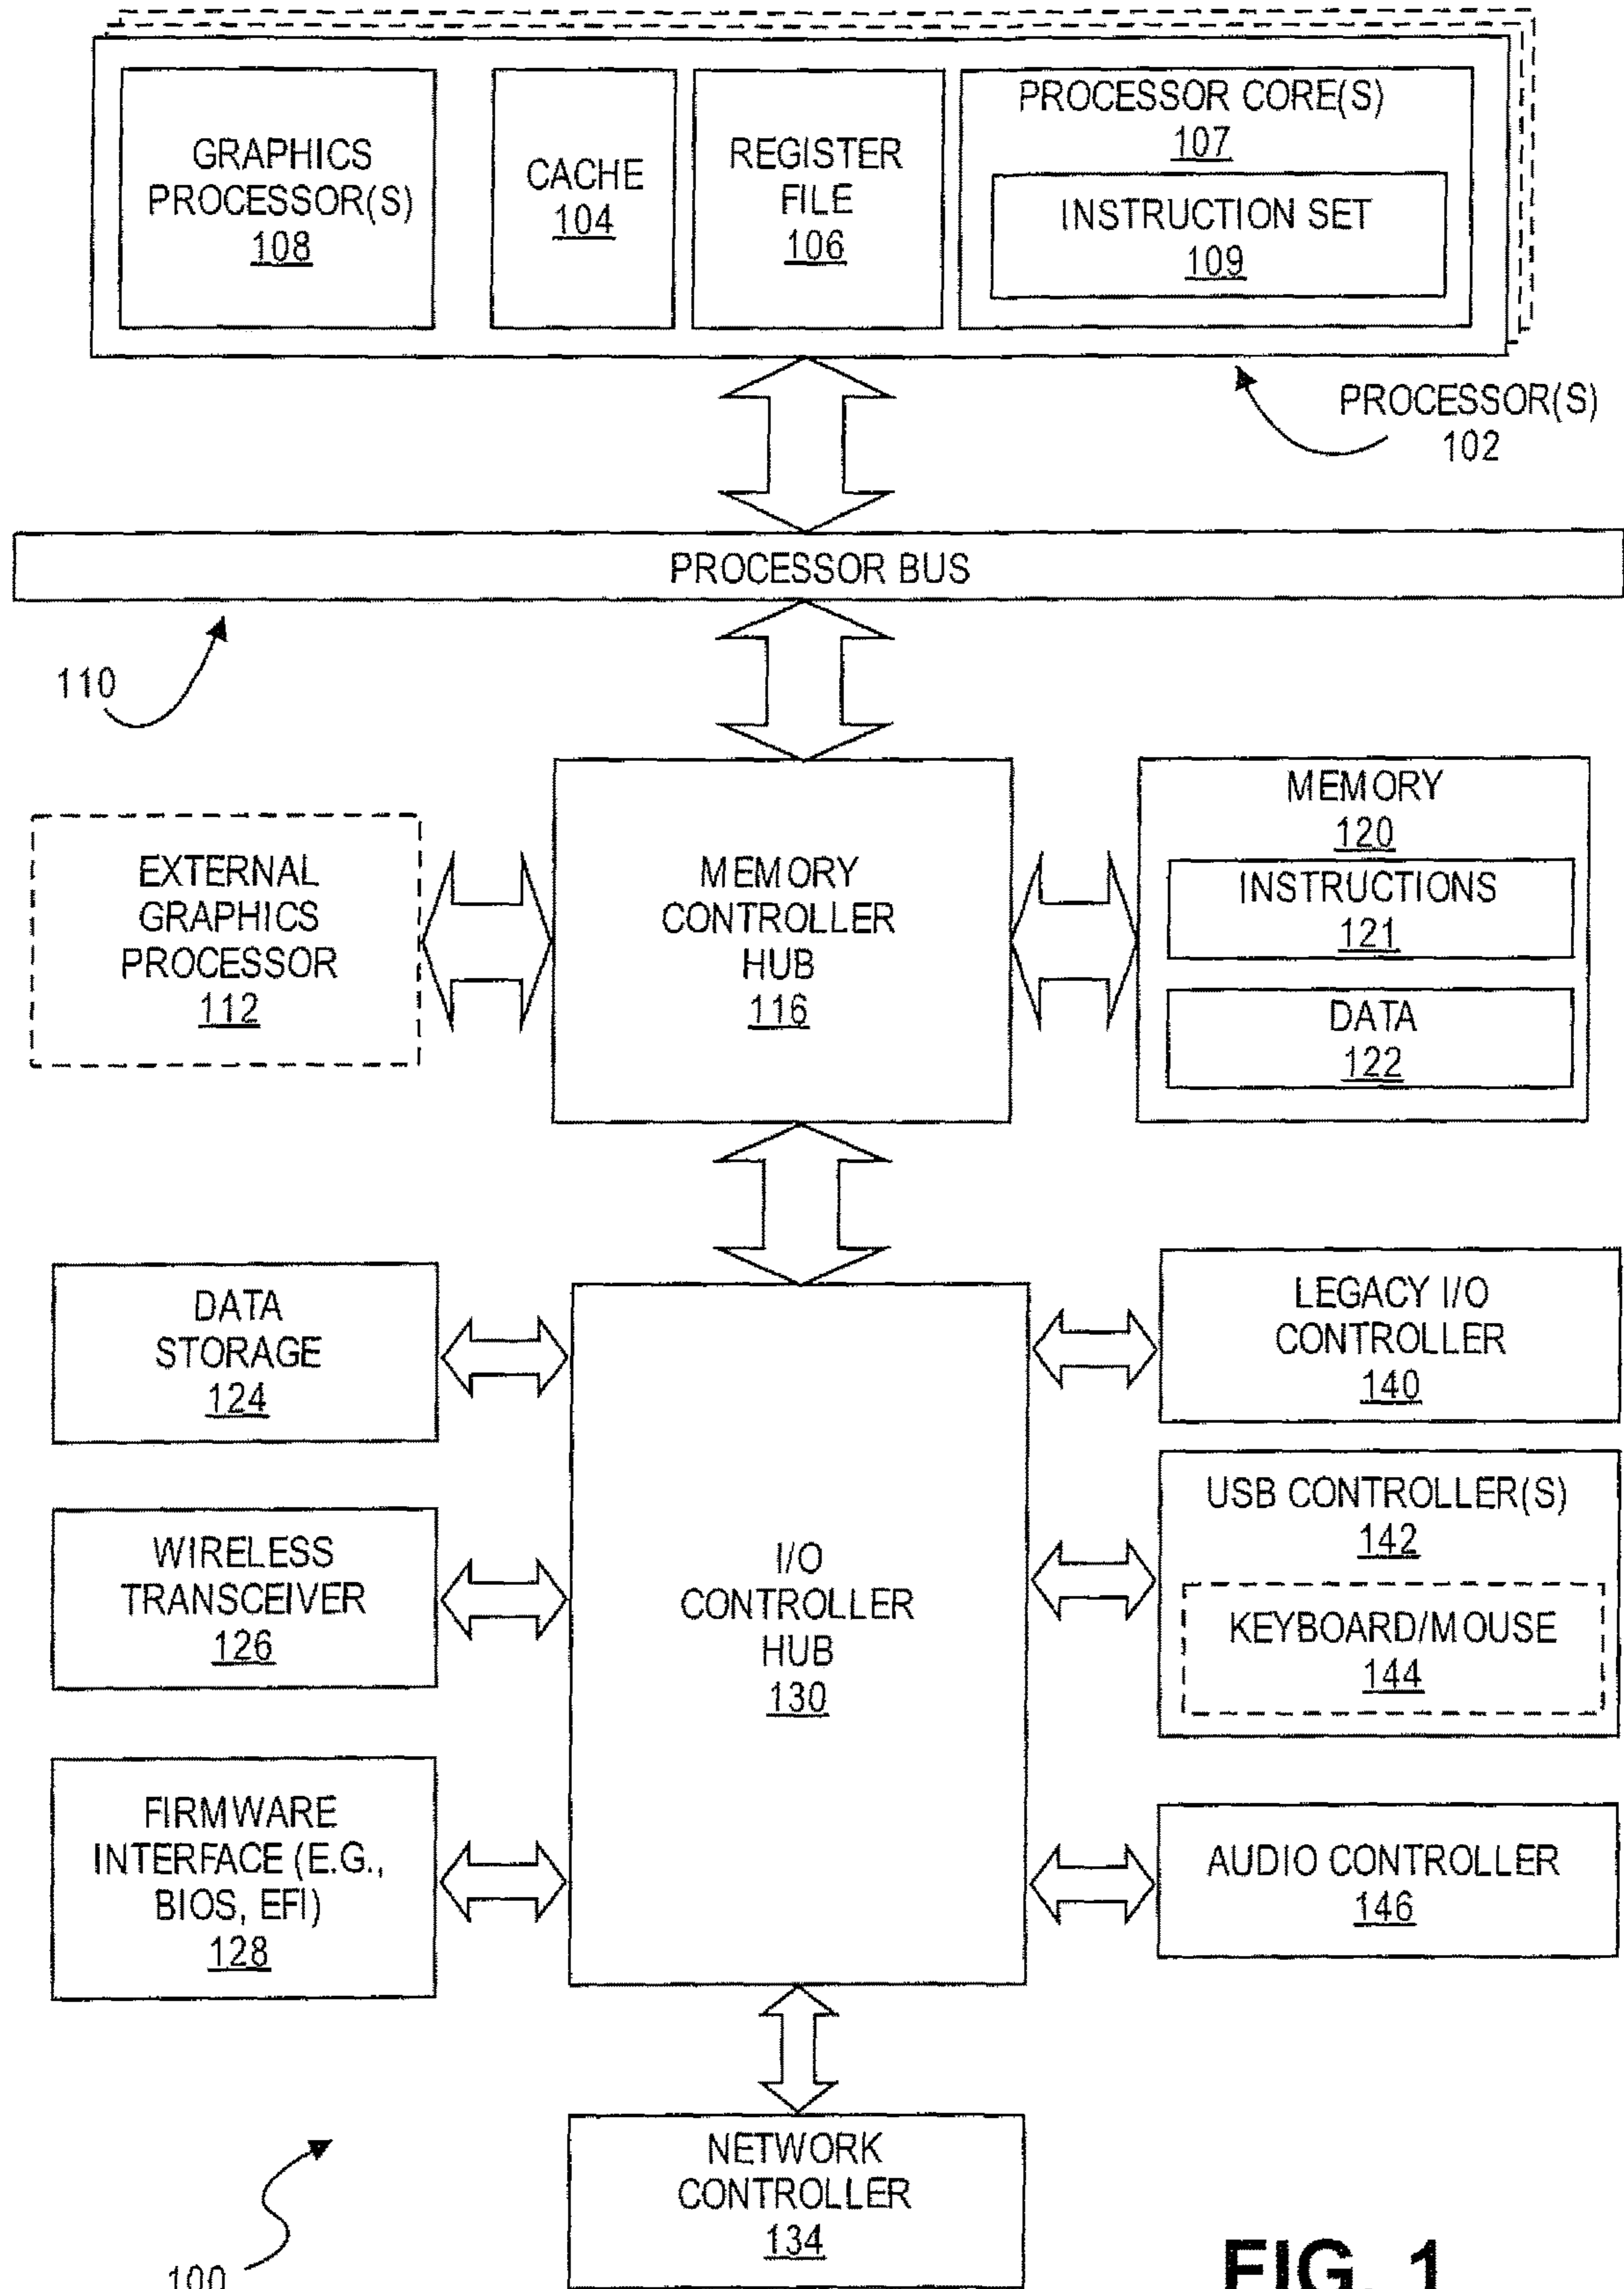 GRAPHICS
PROCESSOR(S)
108
CACHE
104
REGISTER
FILE
106
PROCESSOR CORE(S)
107
INSTRUCTION SET
109
PROCESSOR(S)
102
PROCESSOR BUS
110
EXTERNAL
GRAPHICS
PROCESSOR
112
MEMORY
CONTROLLER
HUB
116
MEMORY
120
INSTRUCTIONS
121
DATA
122
DATA
STORAGE
124
WIRELESS
TRANSCEIVER
126
FIRMWARE
INTERFACE (E.G.,
BIOS, EFI)
128
I/O
CONTROLLER
HUB
130
LEGACY I/O
CONTROLLER
140
USB CONTROLLER(S)
142
KEYBOARD/MOUSE
144
AUDIO CONTROLLER
146
NETWORK
CONTROLLER
134
100
FIG. 1